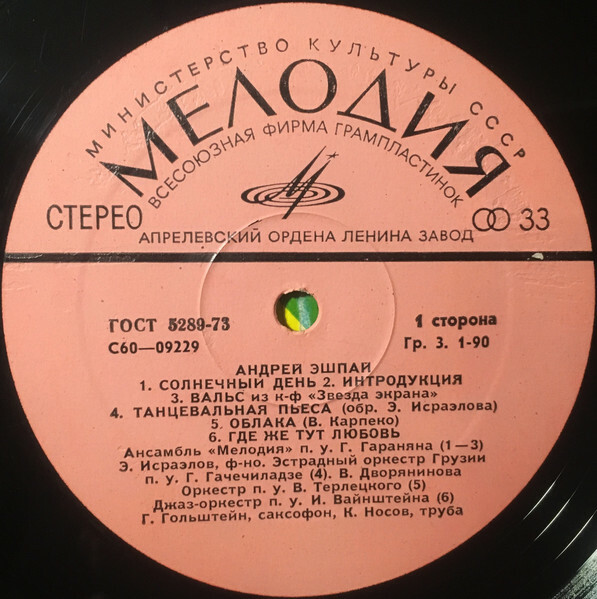 МИНИСТЕРСТВО КУЛЬТУРЫ СССР
МЕЛОДИЯ
ВСЕСОЮЗНАЯ ФИРМА ГРАМПЛАСТИНОК
СТЕРЕО 33
АПРЕЛЕВСКИЙ ОРДЕНА ЛЕНИНА ЗАВОД
ГОСТ 5289-73 1 сторона
С60—09229 Гр. 3. 1-90
АНДРЕЙ ЭШПАЙ
1. СОЛНЕЧНЫЙ ДЕНЬ 2. ИНТРОДУКЦИЯ
3. ВАЛЬС из к-ф «Звезда экрана»
4. ТАНЦЕВАЛЬНАЯ ПЬЕСА (обр. Э. Исраэлова)
5. ОБЛАКА (В. Карпеко)
6. ГДЕ ЖЕ ТУТ ЛЮБОВЬ
Ансамбль «Мелодия» п. у. Г. Гараняна (1—3)
Э. Исраэлов, ф-но. Эстрадный оркестр Грузии
п. у. Г. Гачечиладзе (4). В. Дворянинова
Оркестр п. у. В. Терлецкого (5)
Джаз-оркестр п. у. И. Вайнштейна (6)
Г. Гольштейн, саксофон, К. Носов, труба